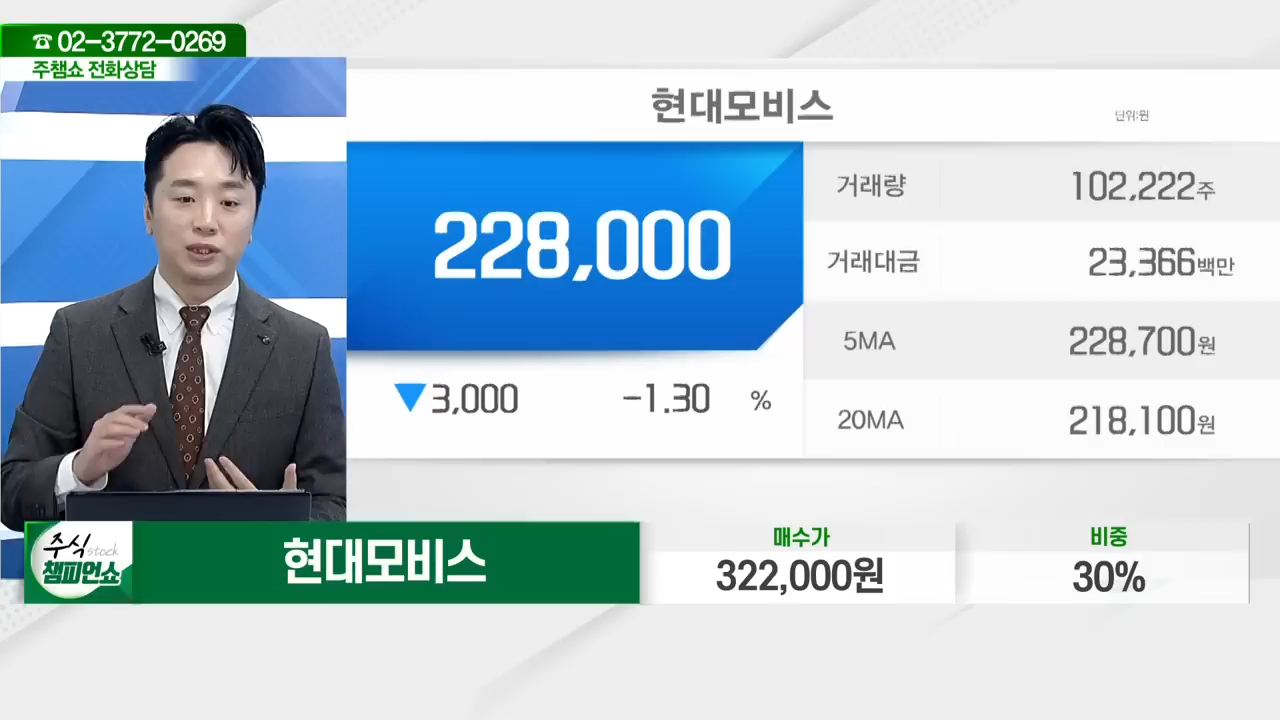 ☎ 02-3772-0269
주챔쇼 전화상담
현대모비스
단위:원
228,000
▼3,000 -1.30 %
거래량 102,222주
거래대금 23,366백만
5MA 228,700원
20MA 218,100원
주식 stock
챔피언쇼
현대모비스
매수가
322,000원
비중
30%